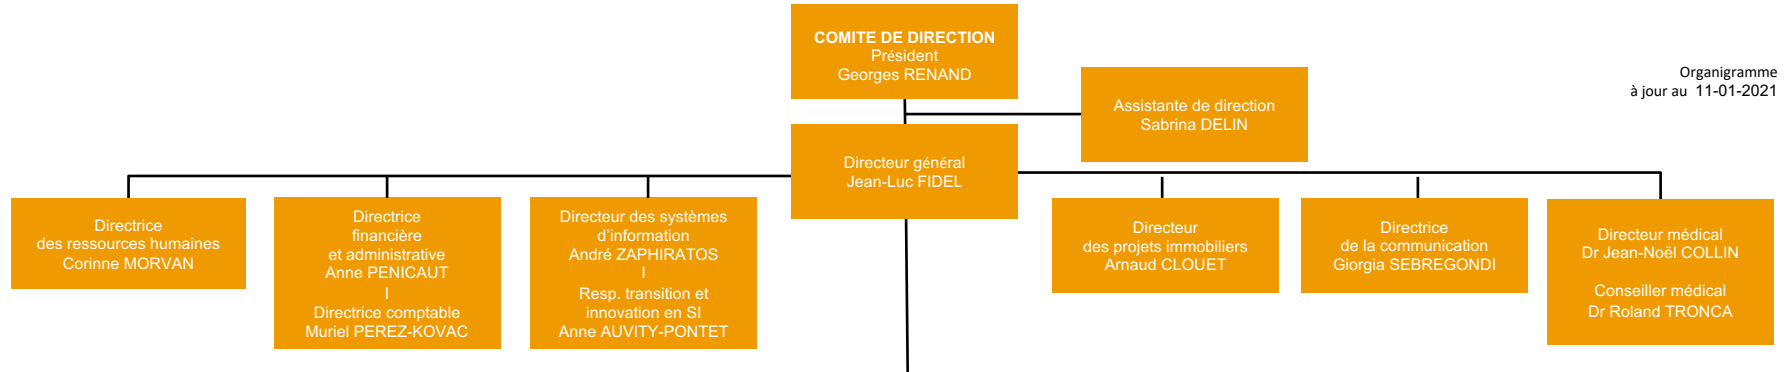 COMITE DE DIRECTION
Président
Georges RENAND
Organigramme
à jour au 11-01-2021
Assistante de direction
Sabrina DELIN
Directeur général
Jean-Luc FIDEL
Directrice
des ressources humaines
Corinne MORVAN
Directrice
financière
et administrative
Anne PENICAUT
I
Directrice comptable
Muriel PEREZ-KOVAC
Directeur des systèmes
d'information
André ZAPHIRATOS
I
Resp. transition et
innovation en SI
Anne AUVITY-PONTET
Directeur
des projets immobiliers
Arnaud CLOUET
Directrice
de la communication
Giorgia SEBREGONDI
Directeur médical
Dr Jean-Noël COLLIN
Conseiller médical
Dr Roland TRONCA